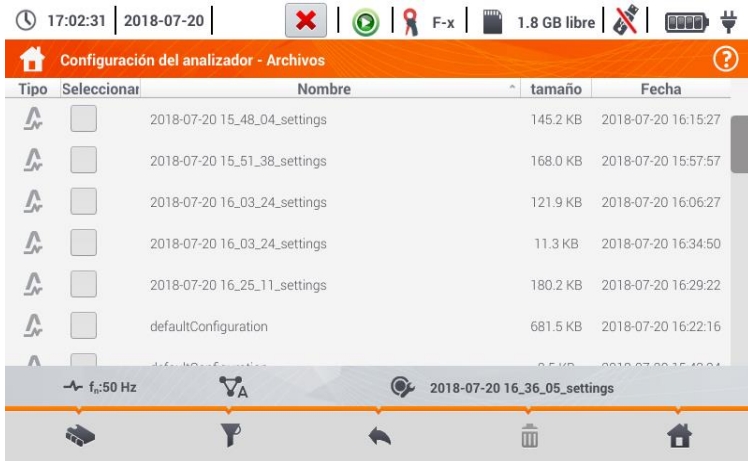 17:02:31 2018-07-20 F-x 1.8 GB libre
Configuración del analizador - Archivos ?
Tipo Seleccionar Nombre tamaño Fecha
2018-07-20 15_48_04_settings 145.2 KB 2018-07-20 16:15:27
2018-07-20 15_51_38_settings 168.0 KB 2018-07-20 15:57:57
2018-07-20 16_03_24_settings 121.9 KB 2018-07-20 16:06:27
2018-07-20 16_03_24_settings 11.3 KB 2018-07-20 16:34:50
2018-07-20 16_25_11_settings 180.2 KB 2018-07-20 16:29:22
defaultConfiguration 681.5 KB 2018-07-20 16:22:16
fn:50 Hz A 2018-07-20 16_36_05_settings